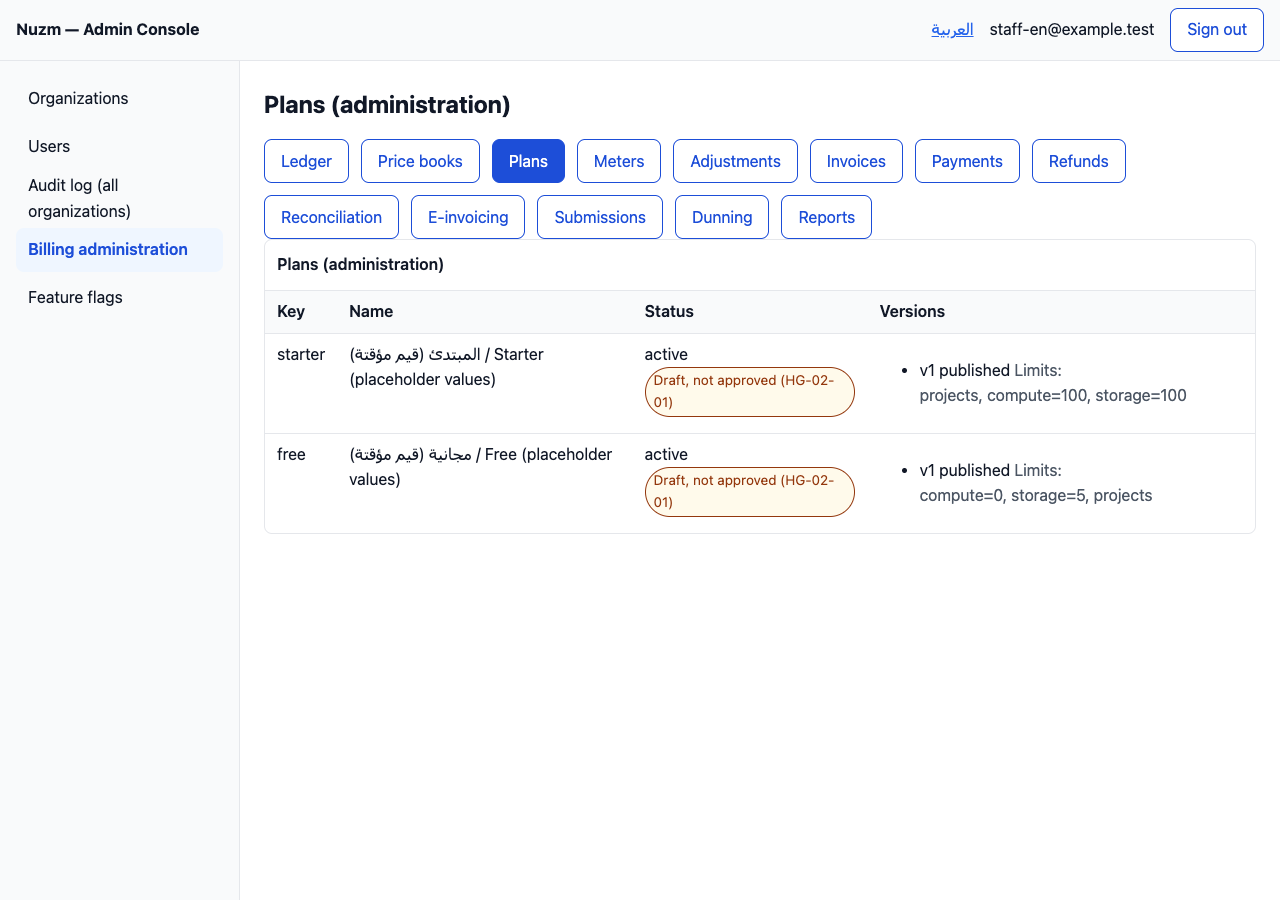 Nuzm — Admin Console
العربية
staff-en@example.test
Sign out
Organizations
Users
Audit log (all
organizations)
Billing administration
Feature flags
Plans (administration)
Ledger
Price books
Plans
Meters
Adjustments
Invoices
Payments
Refunds
Reconciliation
E-invoicing
Submissions
Dunning
Reports
Plans (administration)
Key Name Status Versions
starter
المبتدئ (قيم مؤقتة) / Starter
(placeholder values)
active
Draft, not approved (HG-02-
01)
v1 published Limits:
projects, compute=100, storage=100
free
مجانية (قيم مؤقتة) / Free (placeholder
values)
active
Draft, not approved (HG-02-
01)
v1 published Limits:
compute=0, storage=5, projects